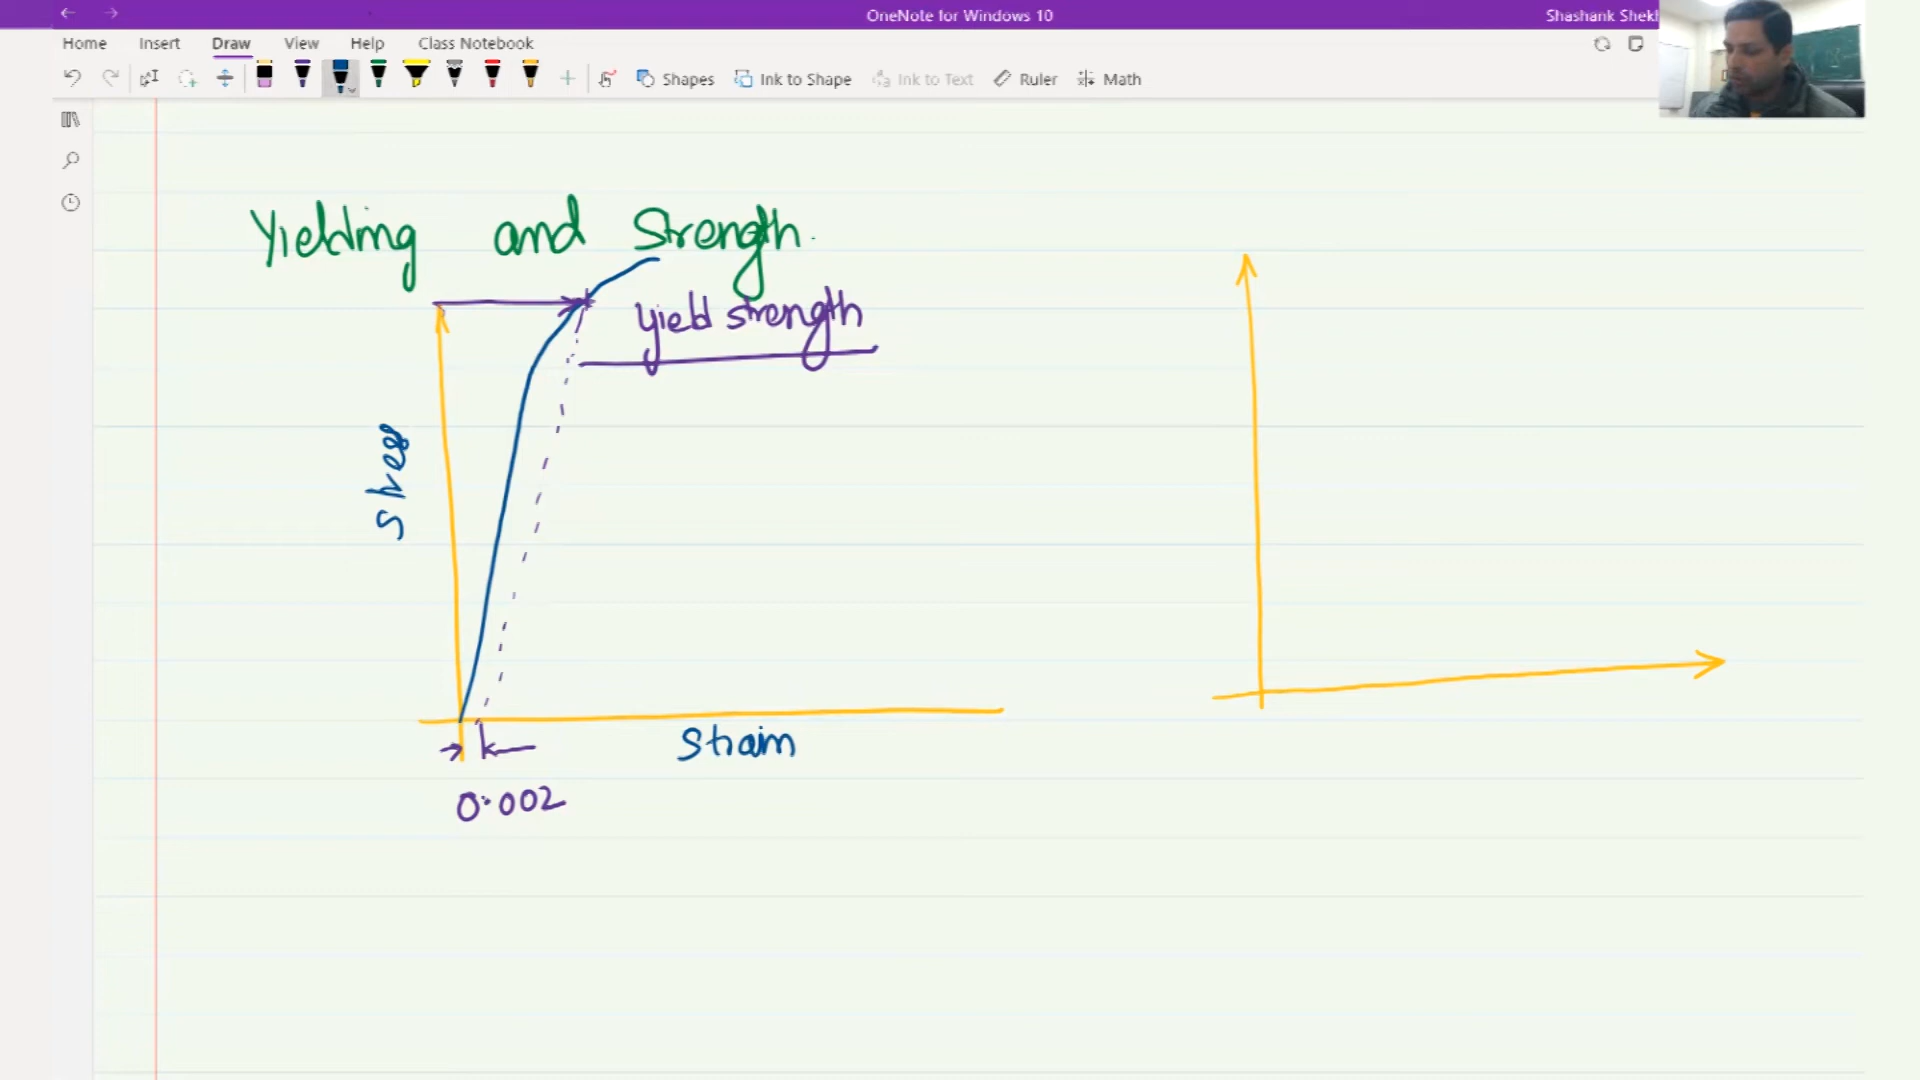 OneNote for Windows 10
Shashank Shekh
Home Insert Draw View Help Class Notebook
Shapes Ink to Shape Ink to Text Ruler Math
Yielding and Strength.
yield strength
Stress
Strain
0.002